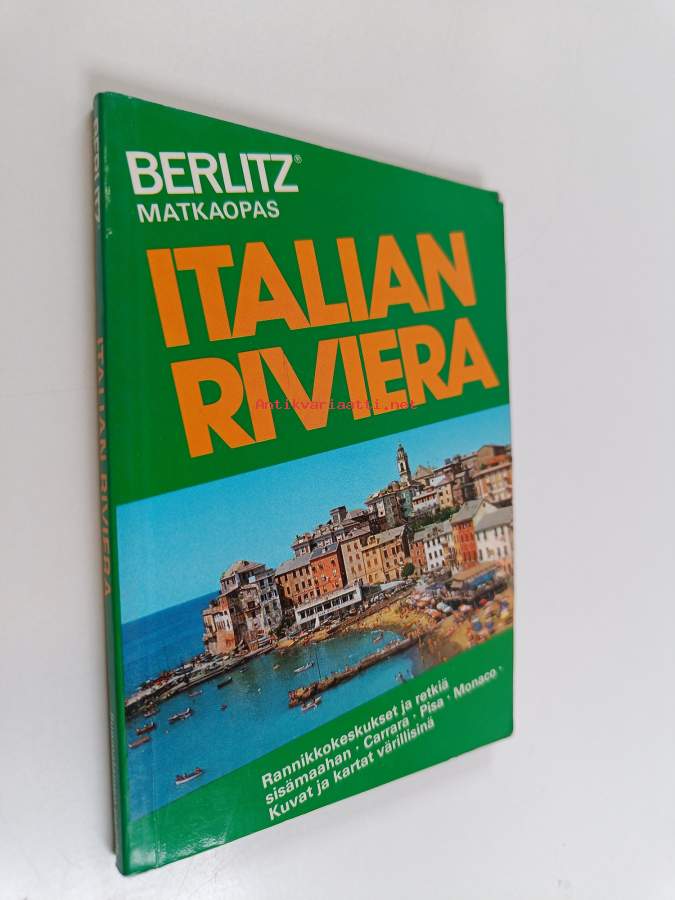 BERLITZ®
MATKAOPAS
ITALIAN
RIVIERA
Antikvariaatti.net
Rannikkokeskukset ja retkiä
sisämaahan · Carrara · Pisa · Monaco ·
Kuvat ja kartat värillisinä
BERLITZ
ITALIAN RIVIERA